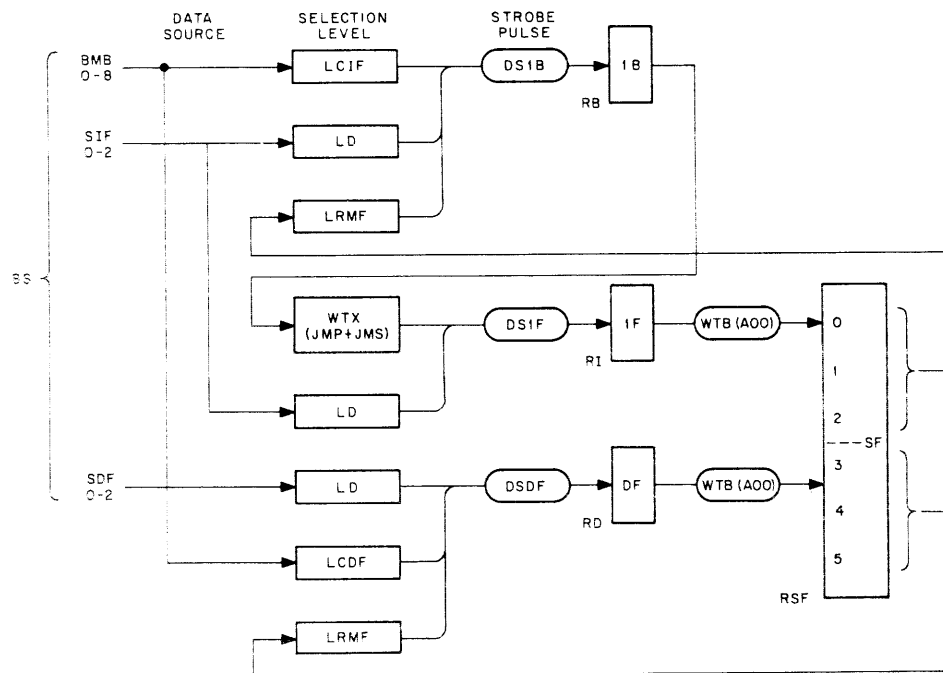 DATA SOURCE
SELECTION LEVEL
STROBE PULSE
BMB 0-8
LCIF
DS1B
1B
RB
SIF 0-2
LD
LRMF
BS
WTX (JMP+JMS)
DS1F
1F
RI
WTB (A00)
0
1
2
LD
SF
SDF 0-2
LD
DSDF
DF
RD
WTB (A00)
3
4
5
LCDF
RSF
LRMF